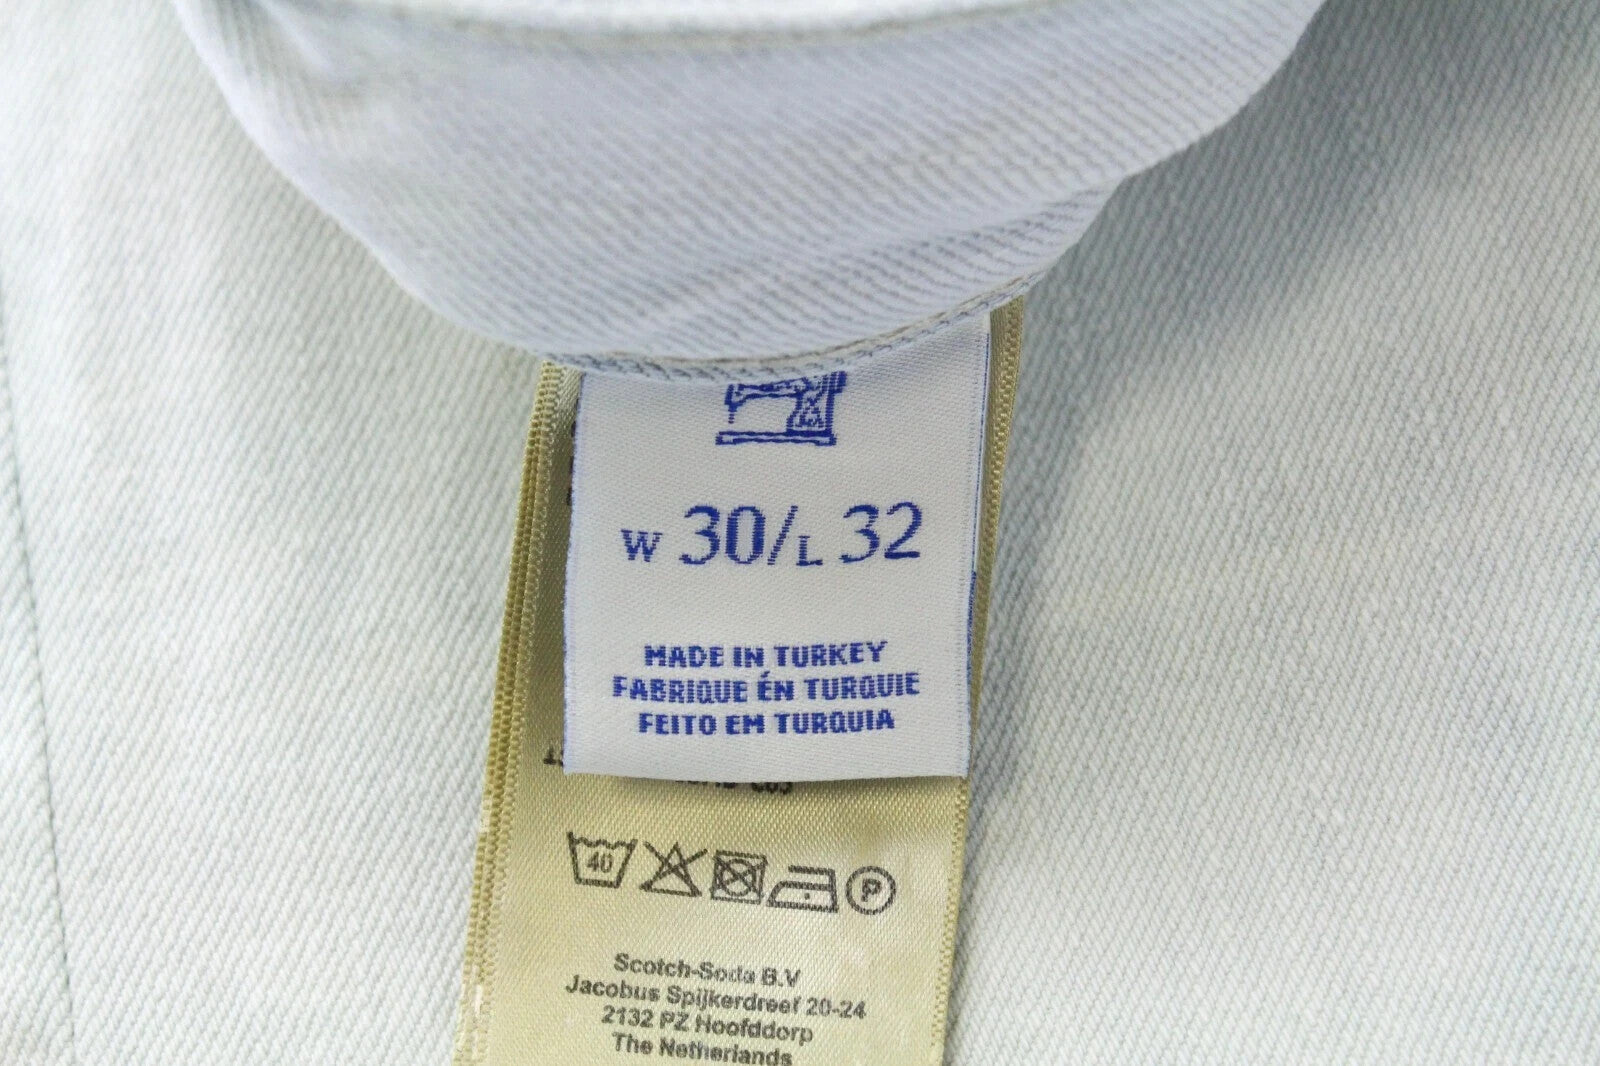 W 30/L 32
MADE IN TURKEY
FABRIQUE ÉN TURQUIE
FEITO EM TURQUIA
40
P
Scotch-Soda B.V
Jacobus Spijkerdreef 20-24
2132 PZ Hoofddorp
The Netherlands